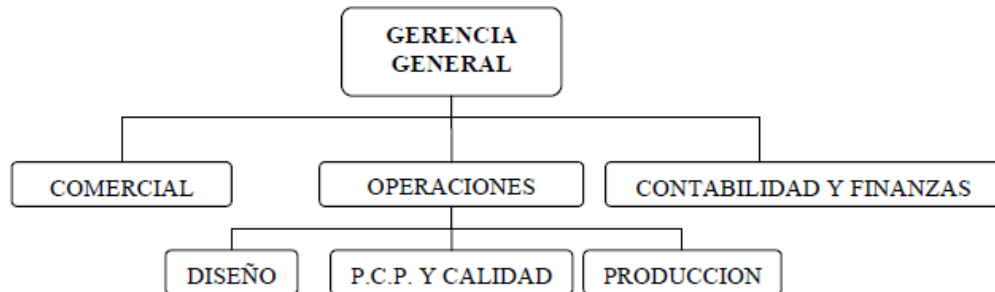 GERENCIA
GENERAL
COMERCIAL
OPERACIONES
CONTABILIDAD Y FINANZAS
DISEÑO
P.C.P. Y CALIDAD
PRODUCCION